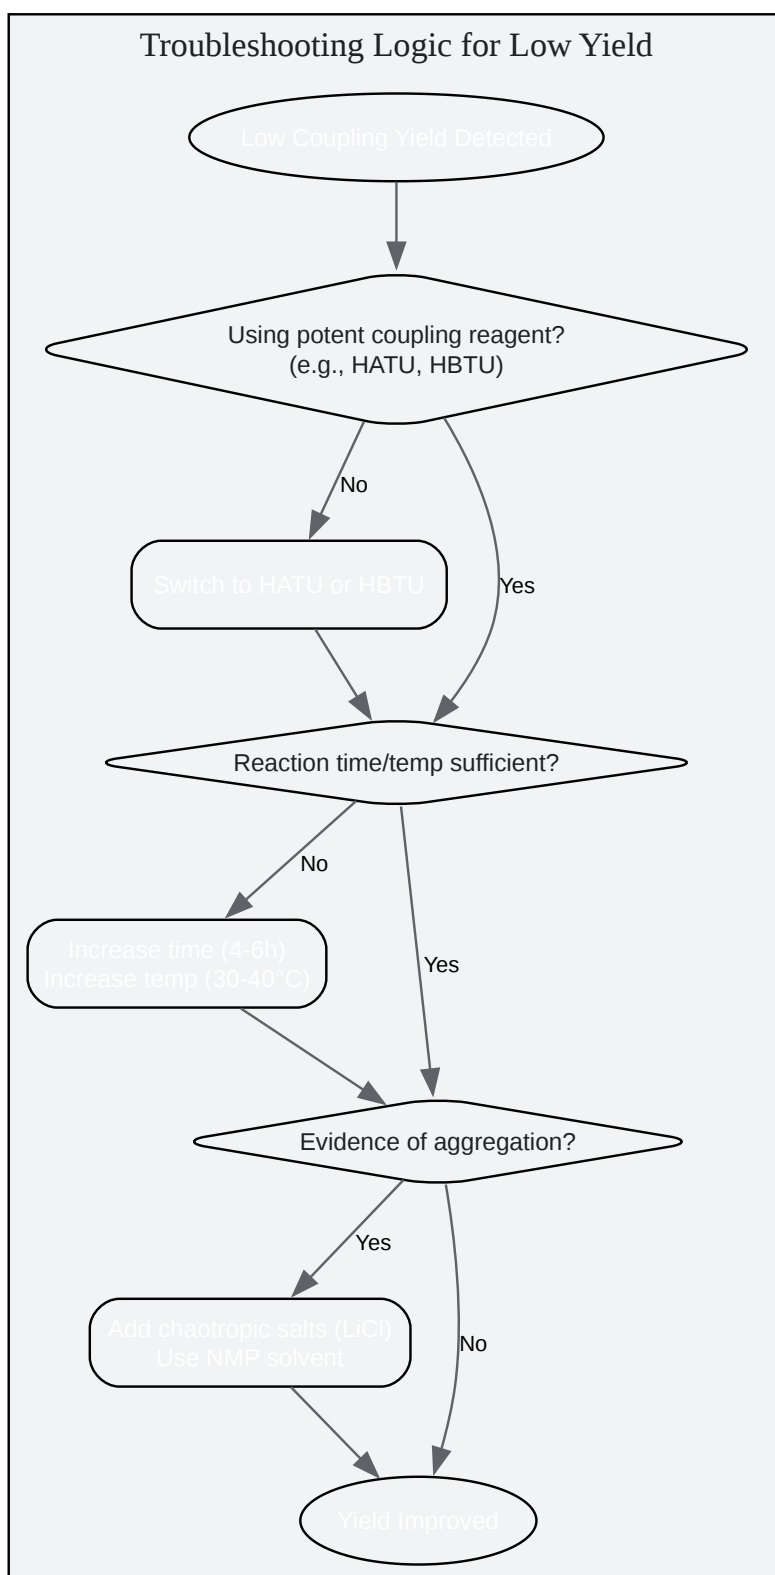 Troubleshooting Logic for Low Yield
Low Coupling Yield Detected
Using potent coupling reagent?
(e.g., HATU, HBTU)
No
Switch to HATU or HBTU
Yes
Reaction time/temp sufficient?
No
Increase time (4-6h)
Increase temp (30-40°C)
Yes
Evidence of aggregation?
Yes
Add chaotropic salts (LiCl)
Use NMP solvent
No
Yield Improved